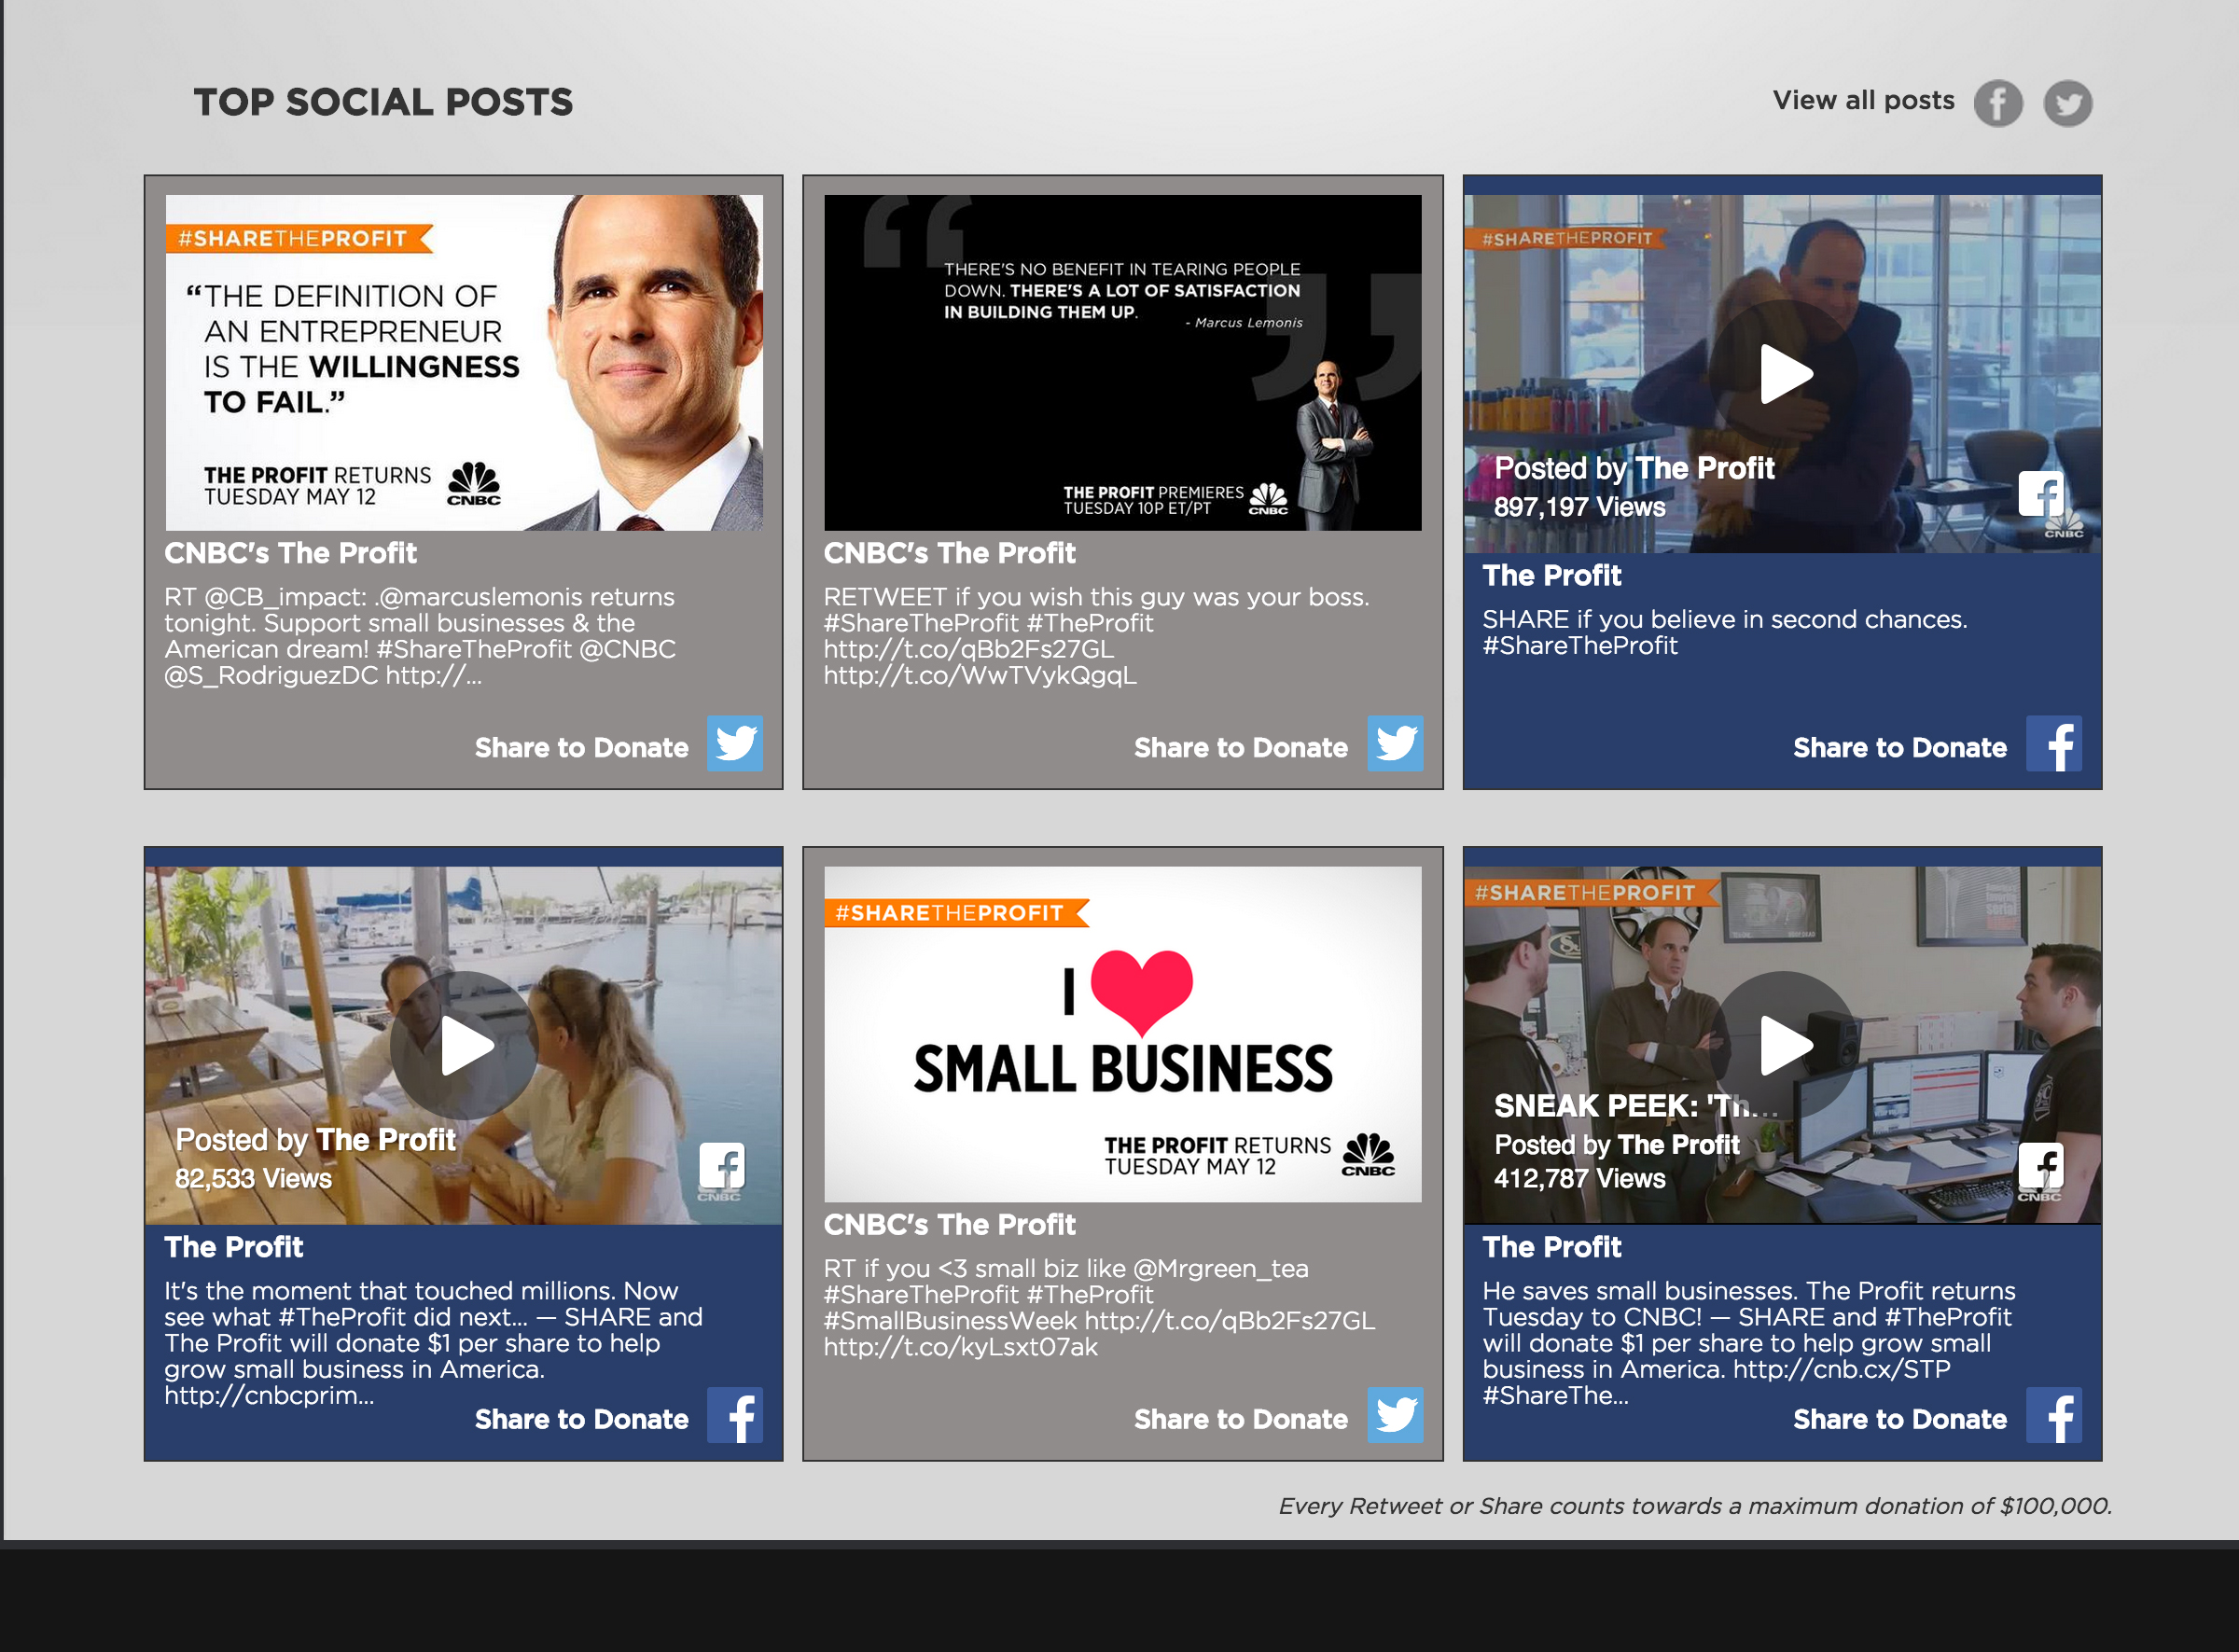 TOP SOCIAL POSTS
View all posts
#SHARETHEPROFIT
“THE DEFINITION OF
AN ENTREPRENEUR
IS THE WILLINGNESS
TO FAIL.”
THE PROFIT RETURNS
TUESDAY MAY 12
CNBC
CNBC's The Profit
RT @CB_impact: .@marcuslemonis returns
tonight. Support small businesses & the
American dream! #ShareTheProfit @CNBC
@S_RodriguezDC http://...
Share to Donate
THERE'S NO BENEFIT IN TEARING PEOPLE
DOWN. THERE'S A LOT OF SATISFACTION
IN BUILDING THEM UP.
- Marcus Lemonis
THE PROFIT PREMIERES
TUESDAY 10P ET/PT
CNBC
CNBC's The Profit
RETWEET if you wish this guy was your boss.
#ShareTheProfit #TheProfit
http://t.co/qBb2Fs27GL
http://t.co/WwTVykQgqL
Share to Donate
#SHARETHEPROFIT
Posted by The Profit
897,197 Views
CNBC
The Profit
SHARE if you believe in second chances.
#ShareTheProfit
Share to Donate
Posted by The Profit
82,533 Views
CNBC
The Profit
It's the moment that touched millions. Now
see what #TheProfit did next... — SHARE and
The Profit will donate $1 per share to help
grow small business in America.
http://cnbcprim...
Share to Donate
#SHARETHEPROFIT
I
SMALL BUSINESS
THE PROFIT RETURNS
TUESDAY MAY 12
CNBC
CNBC's The Profit
RT if you <3 small biz like @Mrgreen_tea
#ShareTheProfit #TheProfit
#SmallBusinessWeek http://t.co/qBb2Fs27GL
http://t.co/kyLsxt07ak
Share to Donate
#SHARETHEPROFIT
SNEAK PEEK: 'Th...
Posted by The Profit
412,787 Views
CNBC
The Profit
He saves small businesses. The Profit returns
Tuesday to CNBC! — SHARE and #TheProfit
will donate $1 per share to help grow small
business in America. http://cnb.cx/STP
#ShareThe...
Share to Donate
Every Retweet or Share counts towards a maximum donation of $100,000.